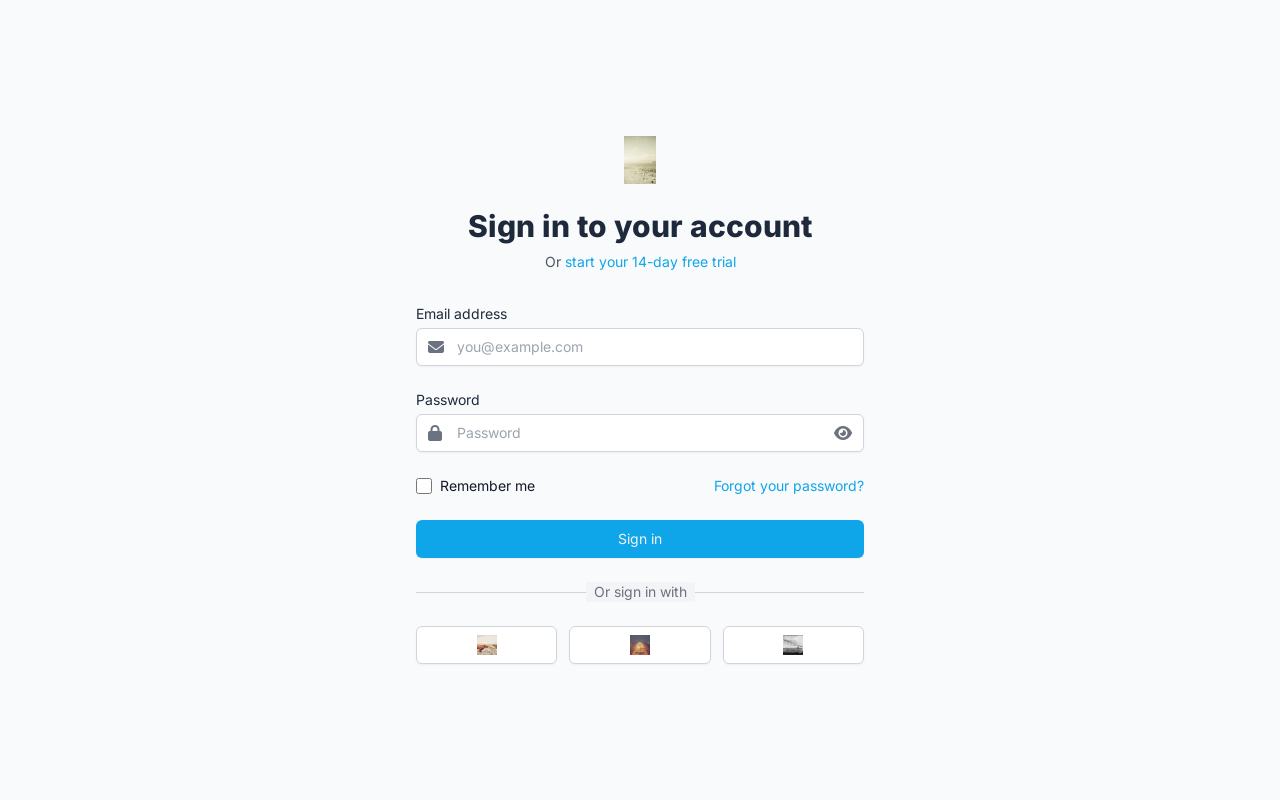 Sign in to your account
Or start your 14-day free trial
Email address
you@example.com
Password
Password
Remember me
Forgot your password?
Sign in
Or sign in with